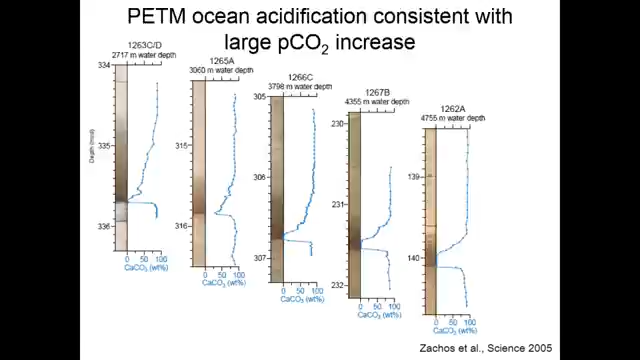 PETM ocean acidification consistent with
large pCO2 increase
1263C/D
2717 m water depth
334
335
336
Depth (mcd)
0 50 100
CaCO3 (wt%)
1265A
3060 m water depth
315
316
0 50 100
CaCO3 (wt%)
1266C
3798 m water depth
305
306
307
0 50 100
CaCO3 (wt%)
1267B
4355 m water depth
230
231
232
0 50 100
CaCO3 (wt%)
1262A
4755 m water depth
139
140
0 50 100
CaCO3 (wt%)
Zachos et al., Science 2005